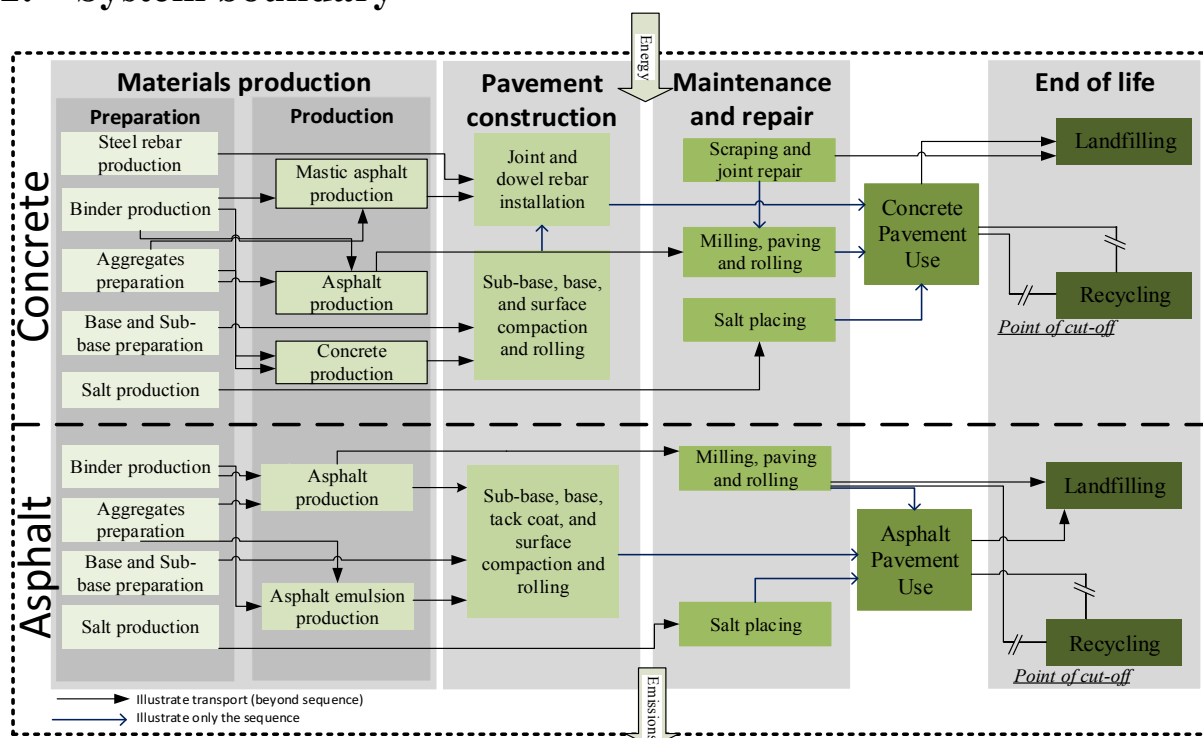 2. System boundary
Energy
Materials production
Pavement
construction
Maintenance
and repair
End of life
Preparation
Production
Concrete
Steel rebar
production
Binder production
Aggregates
preparation
Base and Sub-
base preparation
Salt production
Mastic asphalt
production
Asphalt
production
Concrete
production
Joint and
dowel rebar
installation
Sub-base, base,
and surface
compaction
and rolling
Scraping and
joint repair
Milling, paving
and rolling
Salt placing
Concrete
Pavement
Use
Landfilling
Recycling
Point of cut-off
Asphalt
Binder production
Aggregates
preparation
Base and Sub-
base preparation
Salt production
Asphalt
production
Asphalt emulsion
production
Sub-base, base,
tack coat, and
surface
compaction and
rolling
Milling, paving
and rolling
Salt placing
Asphalt
Pavement
Use
Landfilling
Recycling
Point of cut-off
Illustrate transport (beyond sequence)
Illustrate only the sequence
Emissions